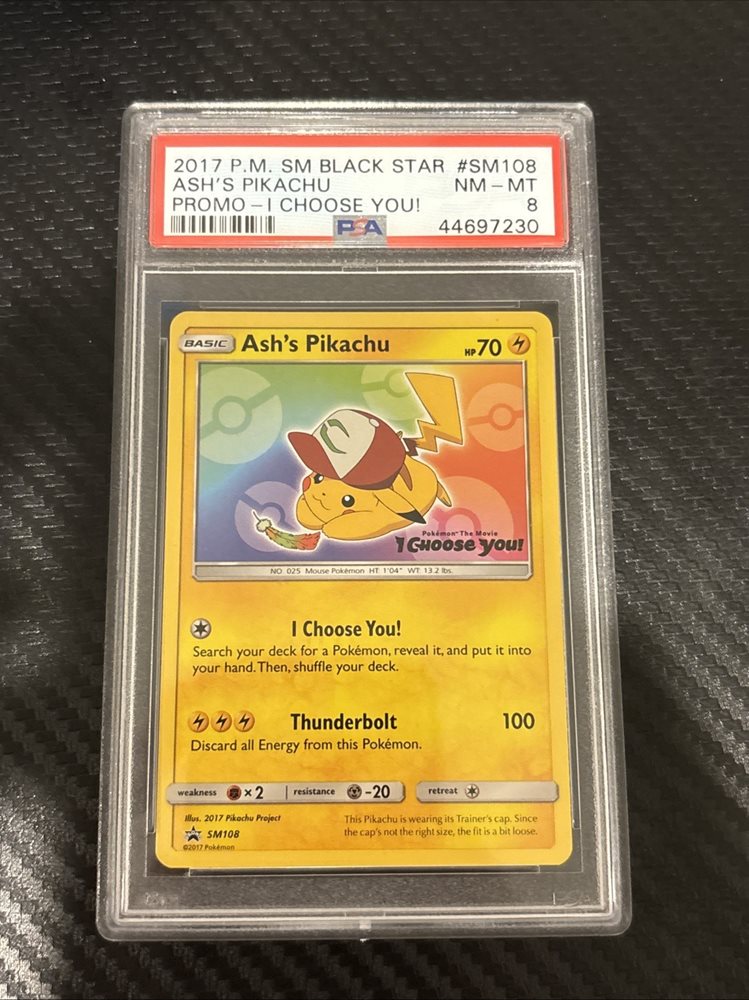 2017 P.M. SM BLACK STAR #SM108
ASH'S PIKACHU NM-MT
PROMO-I CHOOSE YOU! 8
PSA 44697230
BASIC Ash's Pikachu HP70
Pokémon The Movie
I Choose You!
NO. 025 Mouse Pokémon HT: 1'04" WT: 13.2 lbs.
I Choose You!
Search your deck for a Pokémon, reveal it, and put it into
your hand. Then, shuffle your deck.
Thunderbolt 100
Discard all Energy from this Pokémon.
weakness ×2 resistance -20 retreat
Illus. 2017 Pikachu Project
SM108
©2017 Pokémon
This Pikachu is wearing its Trainer's cap. Since
the cap's not the right size, the fit is a bit loose.